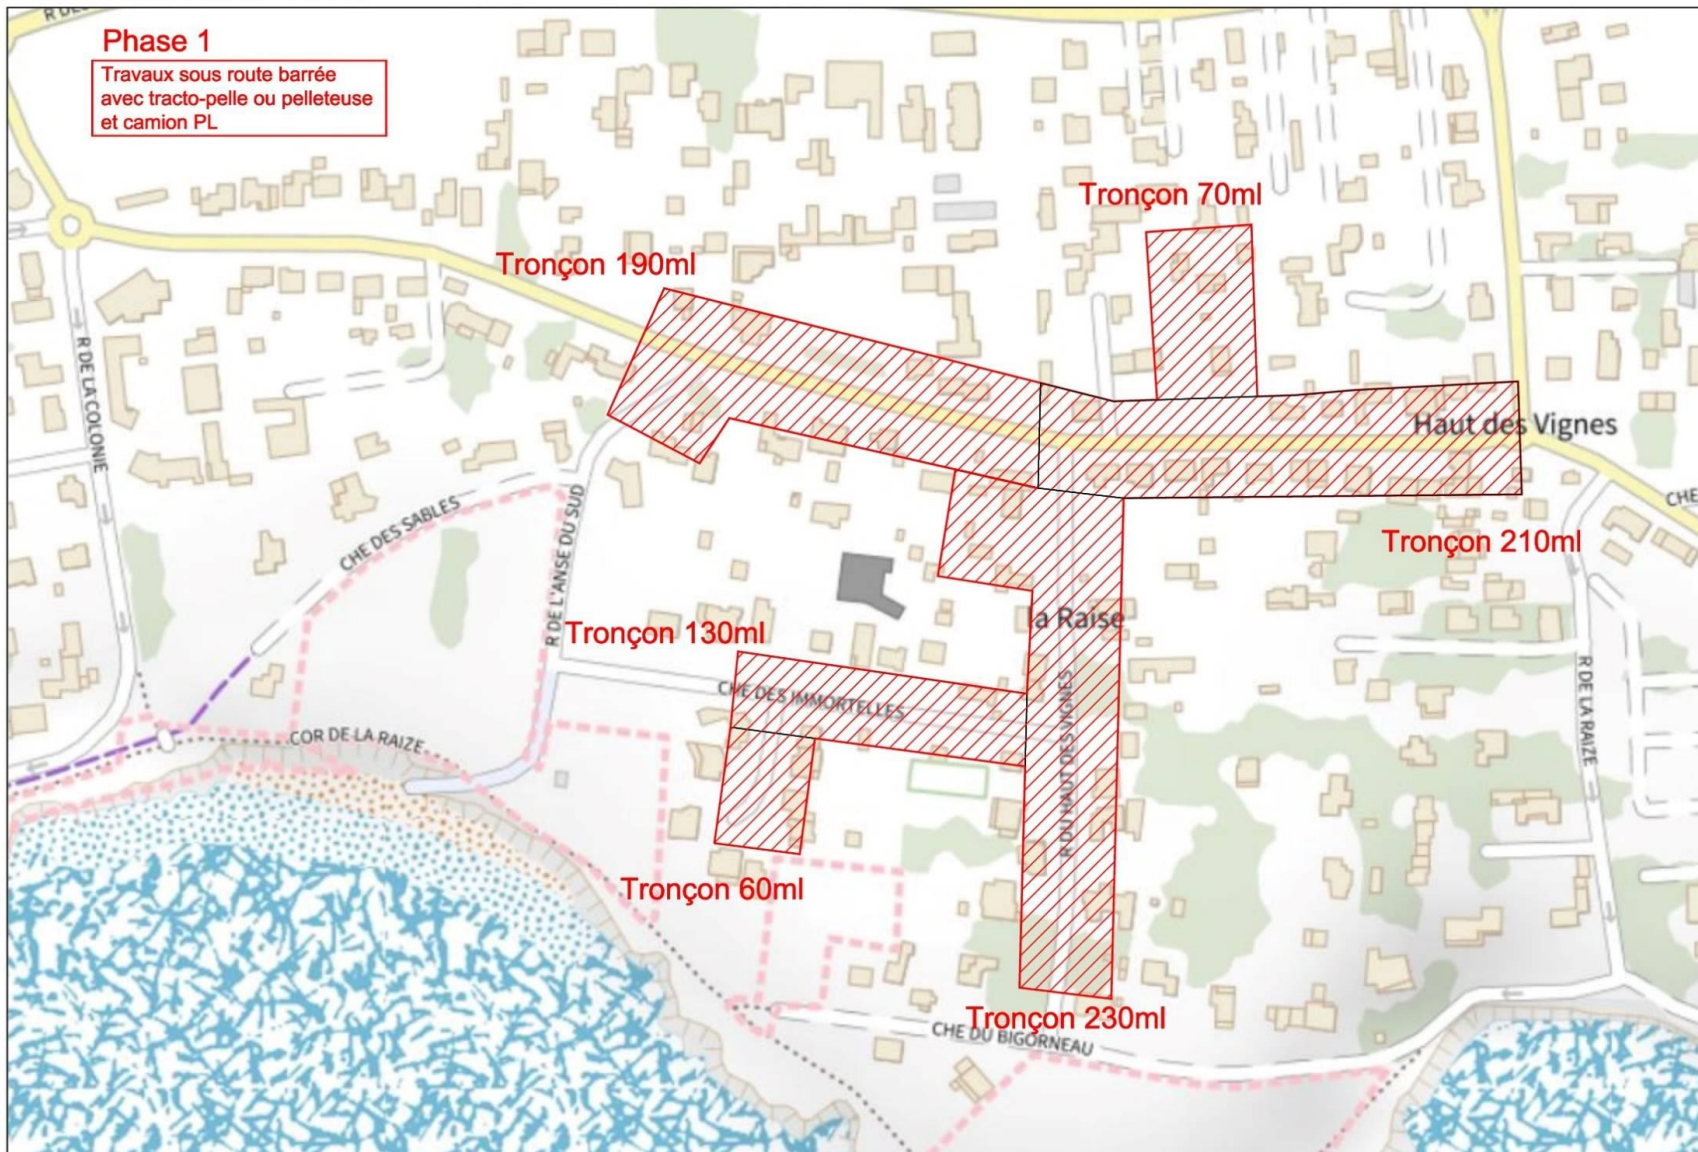 R DES
Phase 1
Travaux sous route barrée
avec tracto-pelle ou pelleteuse
et camion PL
Tronçon 70ml
Tronçon 190ml
R DE LA COLONIE
Haut des Vignes
CHE
CHE DES SABLES
R DE L'ANSE DU SUD
Tronçon 210ml
la Raise
Tronçon 130ml
CHE DES IMMORTELLES
R DU HAUT DES VIGNES
R DE LA RAIZE
COR DE LA RAIZE
Tronçon 60ml
Tronçon 230ml
CHE DU BIGORNEAU